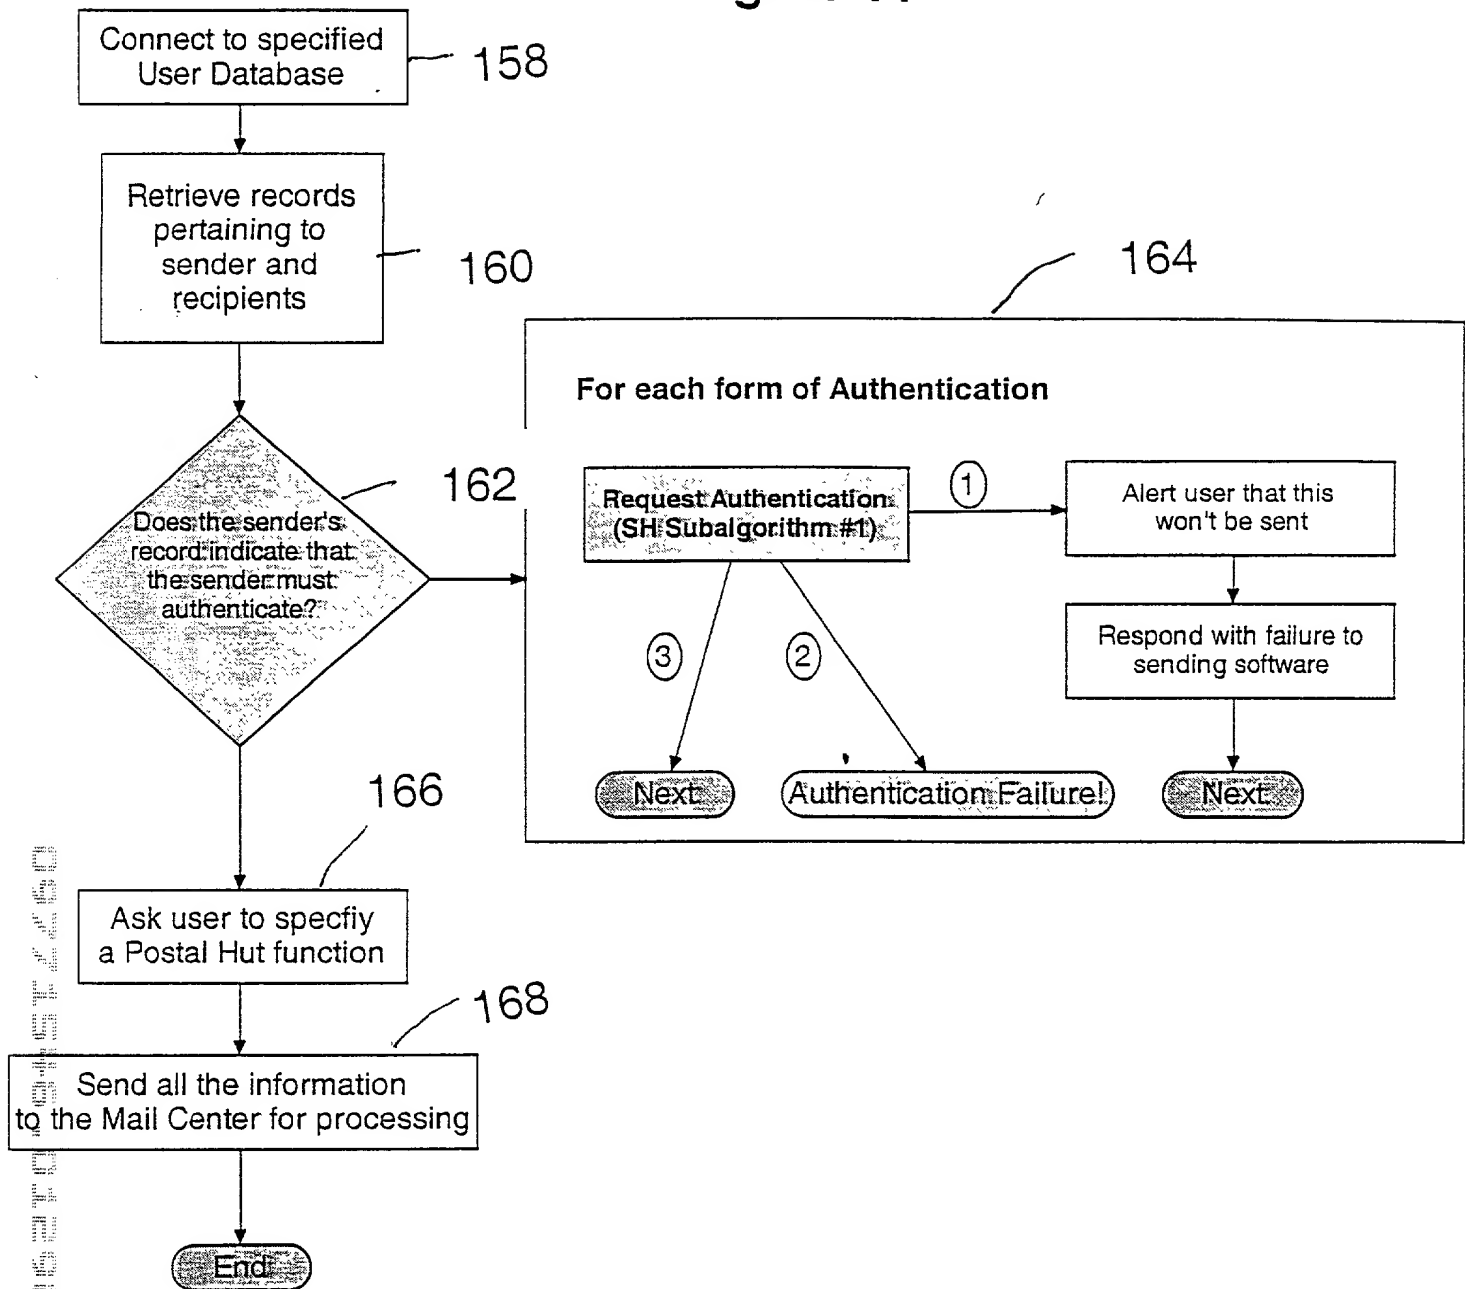 Connect to specified
User Database
158
Retrieve records
pertaining to
sender and
recipients
160
164
For each form of Authentication
162
Does the sender's
record indicate that
the sender must
authenticate?
Request Authentication
(SH Subalgorithm #1)
1
Alert user that this
won't be sent
Respond with failure to
sending software
3
2
Next
Authentication Failure!
Next
166
Ask user to specfiy
a Postal Hut function
168
Send all the information
to the Mail Center for processing
End